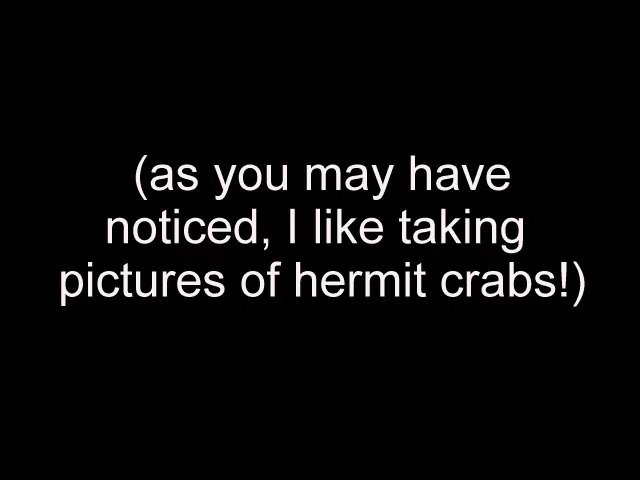 (as you may have
noticed, I like taking
pictures of hermit crabs!)